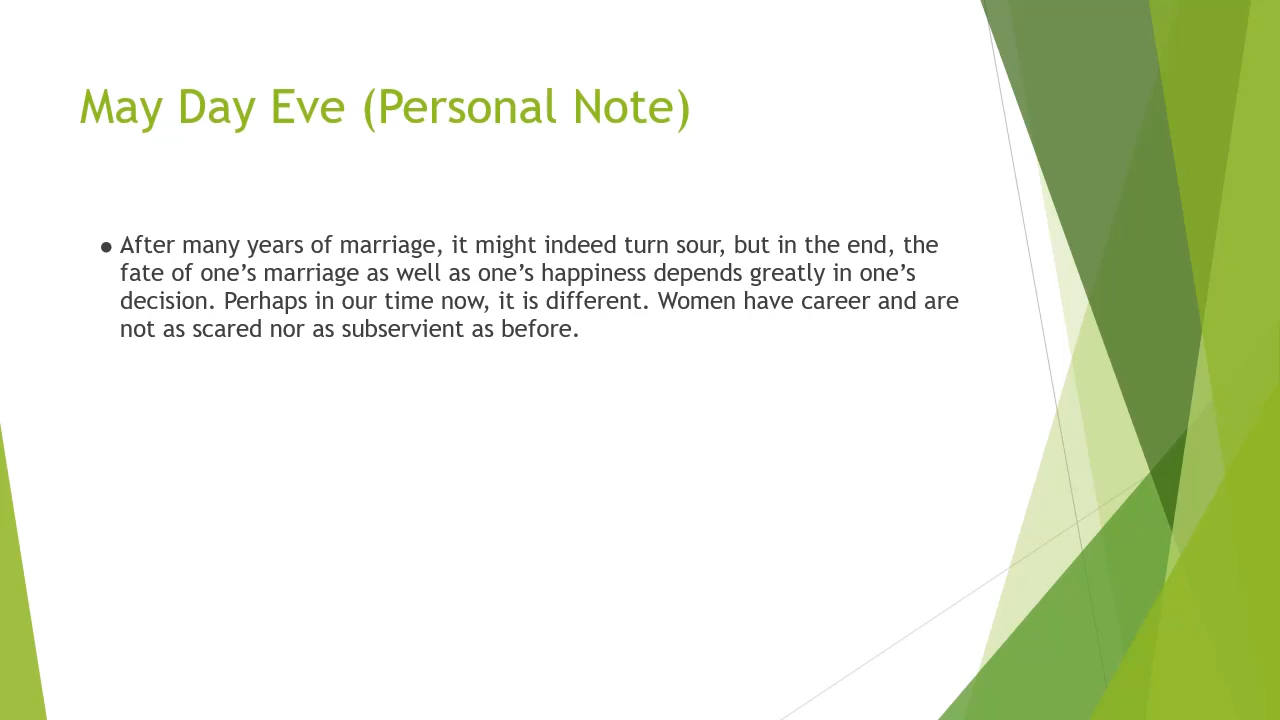 May Day Eve (Personal Note)
● After many years of marriage, it might indeed turn sour, but in the end, the
fate of one’s marriage as well as one’s happiness depends greatly in one’s
decision. Perhaps in our time now, it is different. Women have career and are
not as scared nor as subservient as before.